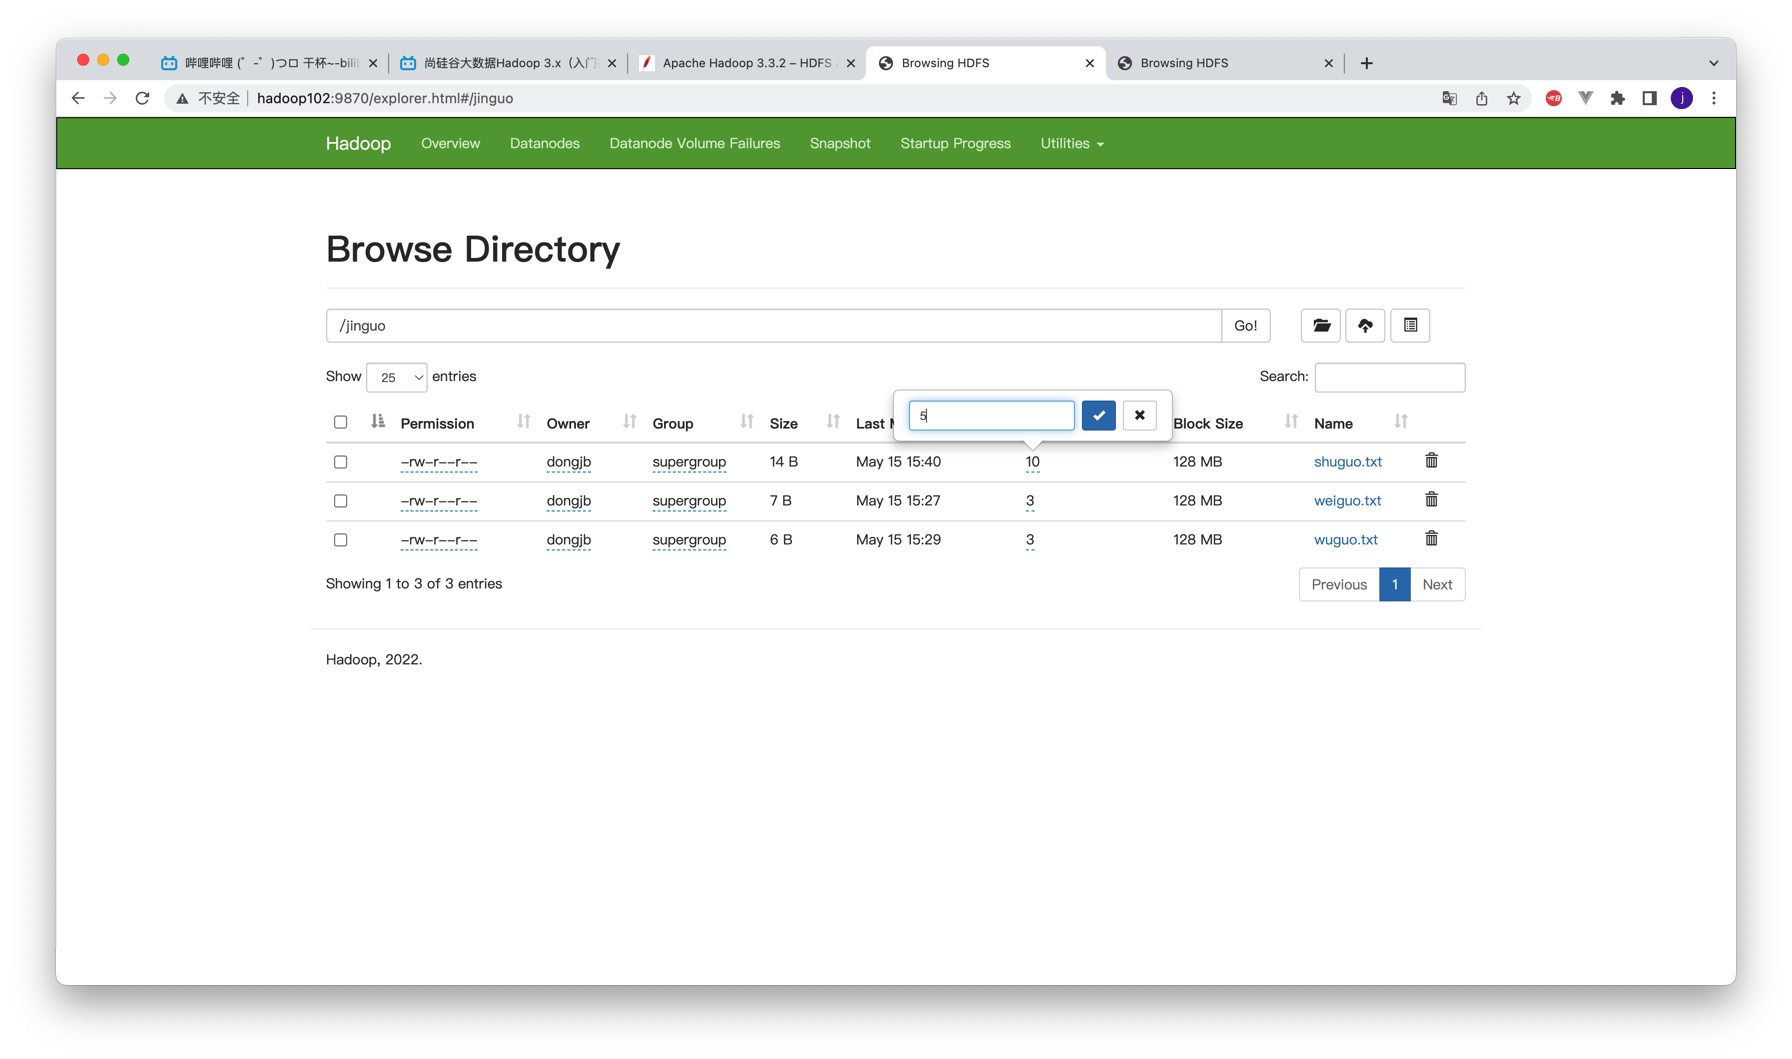 哔哩哔哩 (゜-゜)つロ 干杯~-bili
尚硅谷大数据Hadoop 3.x（入门
Apache Hadoop 3.3.2 – HDFS
Browsing HDFS
Browsing HDFS
不安全 hadoop102:9870/explorer.html#/jinguo
j
Hadoop Overview Datanodes Datanode Volume Failures Snapshot Startup Progress Utilities
Browse Directory
/jinguo Go!
Show 25 entries Search:
5
Permission Owner Group Size Last Block Size Name
-rw-r--r-- dongjb supergroup 14 B May 15 15:40 10 128 MB shuguo.txt
-rw-r--r-- dongjb supergroup 7 B May 15 15:27 3 128 MB weiguo.txt
-rw-r--r-- dongjb supergroup 6 B May 15 15:29 3 128 MB wuguo.txt
Showing 1 to 3 of 3 entries Previous 1 Next
Hadoop, 2022.